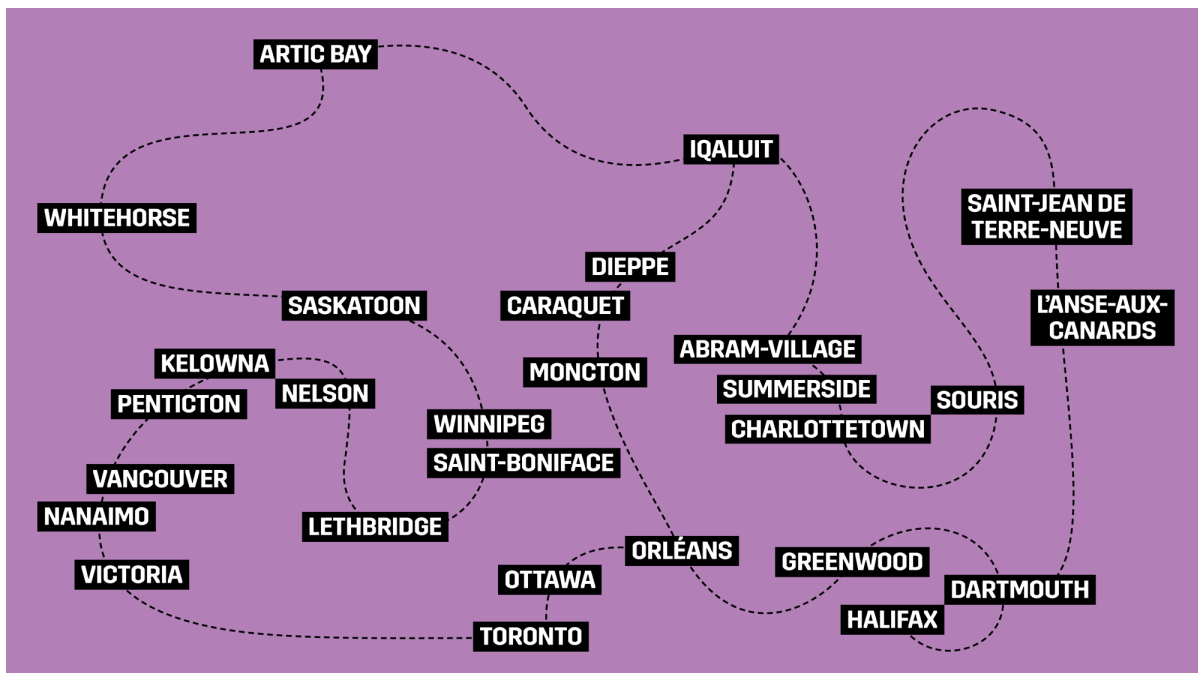 ARTIC BAY
IQALUIT
WHITEHORSE
SAINT-JEAN DE
TERRE-NEUVE
DIEPPE
SASKATOON
CARAQUET
L'ANSE-AUX-
CANARDS
ABRAM-VILLAGE
KELOWNA
MONCTON
NELSON
SUMMERSIDE
PENTICTON
SOURIS
WINNIPEG
CHARLOTTETOWN
SAINT-BONIFACE
VANCOUVER
NANAIMO
LETHBRIDGE
ORLÉANS
GREENWOOD
VICTORIA
OTTAWA
DARTMOUTH
HALIFAX
TORONTO